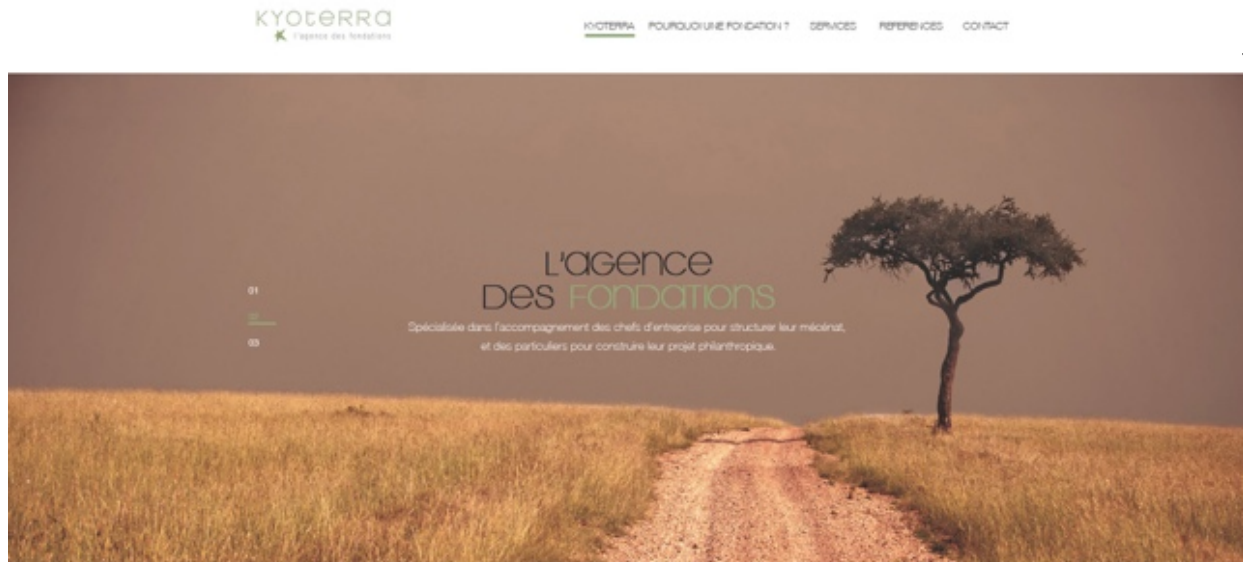 KYOTERRA
l'agence des fondations
KYOTERRA POURQUOI UNE FONDATION ? SERVICES REFERENCES CONTACT
L'AGENCE
DES FONDATIONS
Spécialisée dans l'accompagnement des chefs d'entreprise pour structurer leur mécénat,
et des particuliers pour construire leur projet philanthropique.
01
02
03